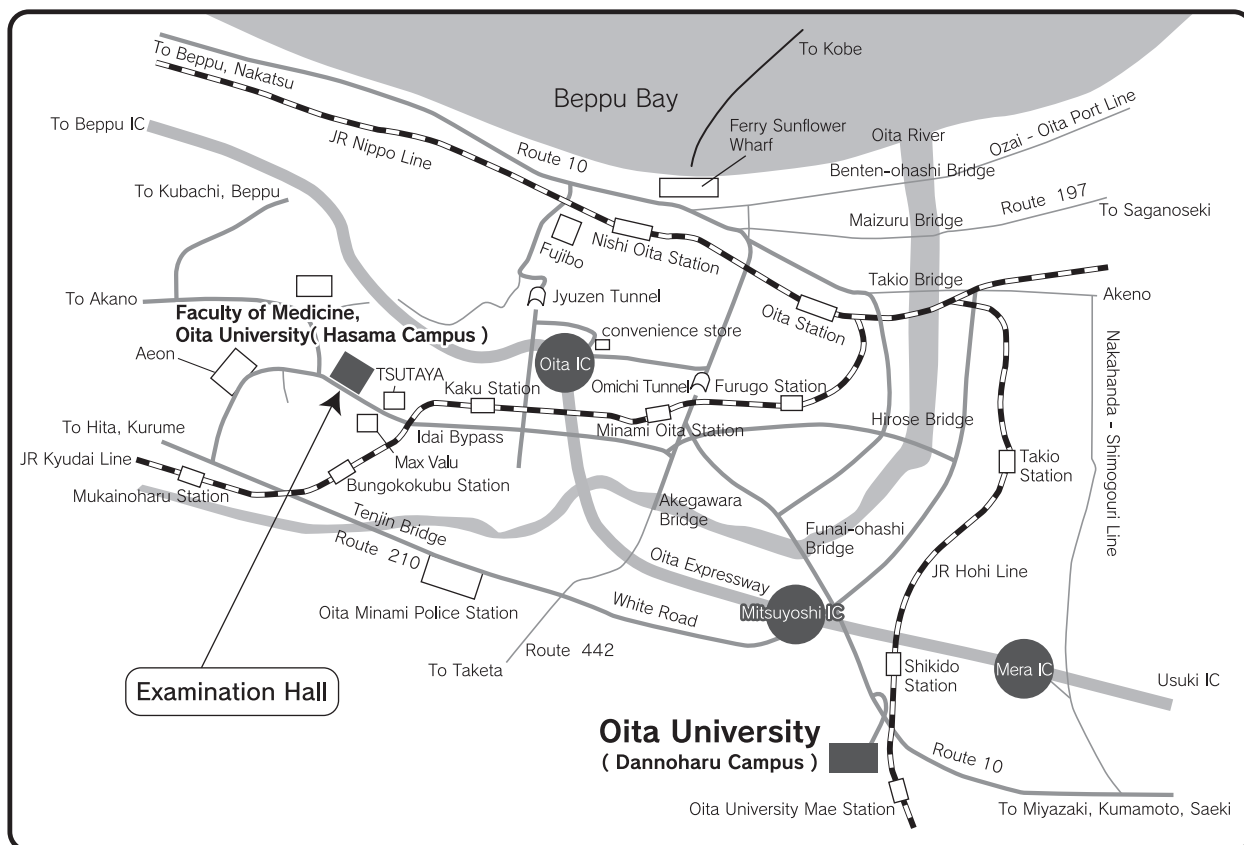 To Kobe
To Beppu, Nakatsu
Beppu Bay
To Beppu IC
JR Nippo Line
Route 10
Ferry Sunflower
Wharf
Oita River
Ozai - Oita Port Line
Benten-ohashi Bridge
To Kubachi, Beppu
Maizuru Bridge
Route 197
To Saganoseki
Fujibo
Nishi Oita Station
Takio Bridge
To Akano
Jyuzen Tunnel
Akeno
Faculty of Medicine,
Oita University( Hasama Campus )
Oita Station
convenience store
Aeon
TSUTAYA
Oita IC
Kaku Station
Omichi Tunnel
Furugo Station
Nakahanda - Shimogouri Line
Hirose Bridge
To Hita, Kurume
Idai Bypass
Minami Oita Station
JR Kyudai Line
Max Valu
Bungokokubu Station
Takio
Station
Mukainoharu Station
Tenjin Bridge
Akegawara
Bridge
Funai-ohashi
Bridge
Route 210
Oita Expressway
JR Hohi Line
Oita Minami Police Station
White Road
Mitsuyoshi IC
To Taketa
Route 442
Shikido
Station
Mera IC
Usuki IC
Examination Hall
Oita University
( Dannoharu Campus )
Route 10
Oita University Mae Station
To Miyazaki, Kumamoto, Saeki